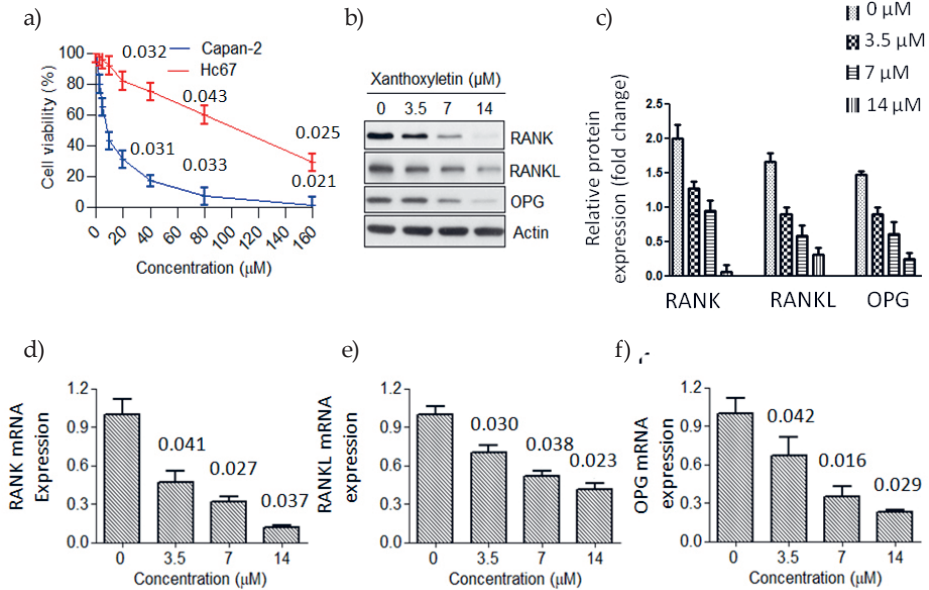 a)
0.032
Capan-2
Hc67
Cell viability (%)
100
80
60
40
20
0
0.043
0.025
0.031
0.033
0.021
0 20 40 60 80 100 120 140 160
Concentration (μM)
b)
Xanthoxyletin (μM)
0 3.5 7 14
RANK
RANKL
OPG
Actin
c)
0 μM
3.5 μM
7 μM
14 μM
Relative protein
expression (fold change)
2.5
2.0
1.5
1.0
0.5
0.0
RANK RANKL OPG
d)
RANK mRNA
Expression
1.2
0.9
0.6
0.3
0.0
0.041
0.027
0.037
0 3.5 7 14
Concentration (μM)
e)
RANKL mRNA
expression
1.2
0.9
0.6
0.3
0.0
0.030
0.038
0.023
0 3.5 7 14
Concentration (μM)
f)
OPG mRNA
expression
1.2
0.9
0.6
0.3
0.0
0.042
0.016
0.029
0 3.5 7 14
Concentration (μM)